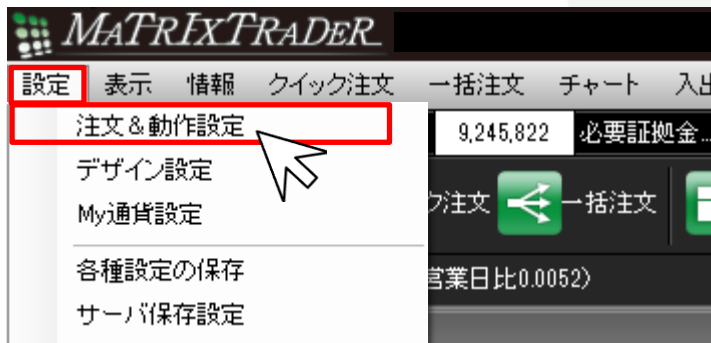 MATRIXTRADER
設定 表示 情報 クイック注文 一括注文 チャート 入出
注文＆動作設定
9,245,822 必要証拠金...
デザイン設定
ク注文 一括注文
My通貨設定
各種設定の保存
営業日比0.0052）
サーバ保存設定